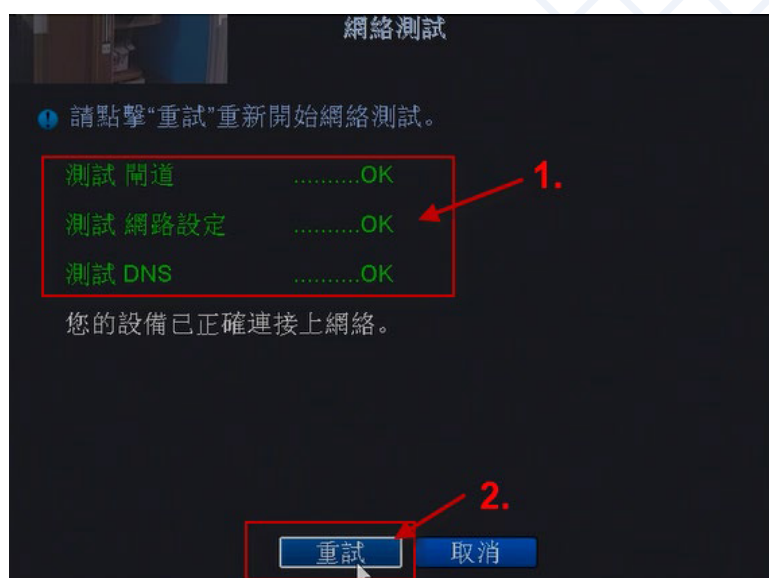 網絡測試
請點擊“重試”重新開始網絡測試。
測試 閘道 ..........OK
1.
測試 網路設定 ..........OK
測試 DNS ..........OK
您的設備已正確連接上網絡。
2.
重試 取消